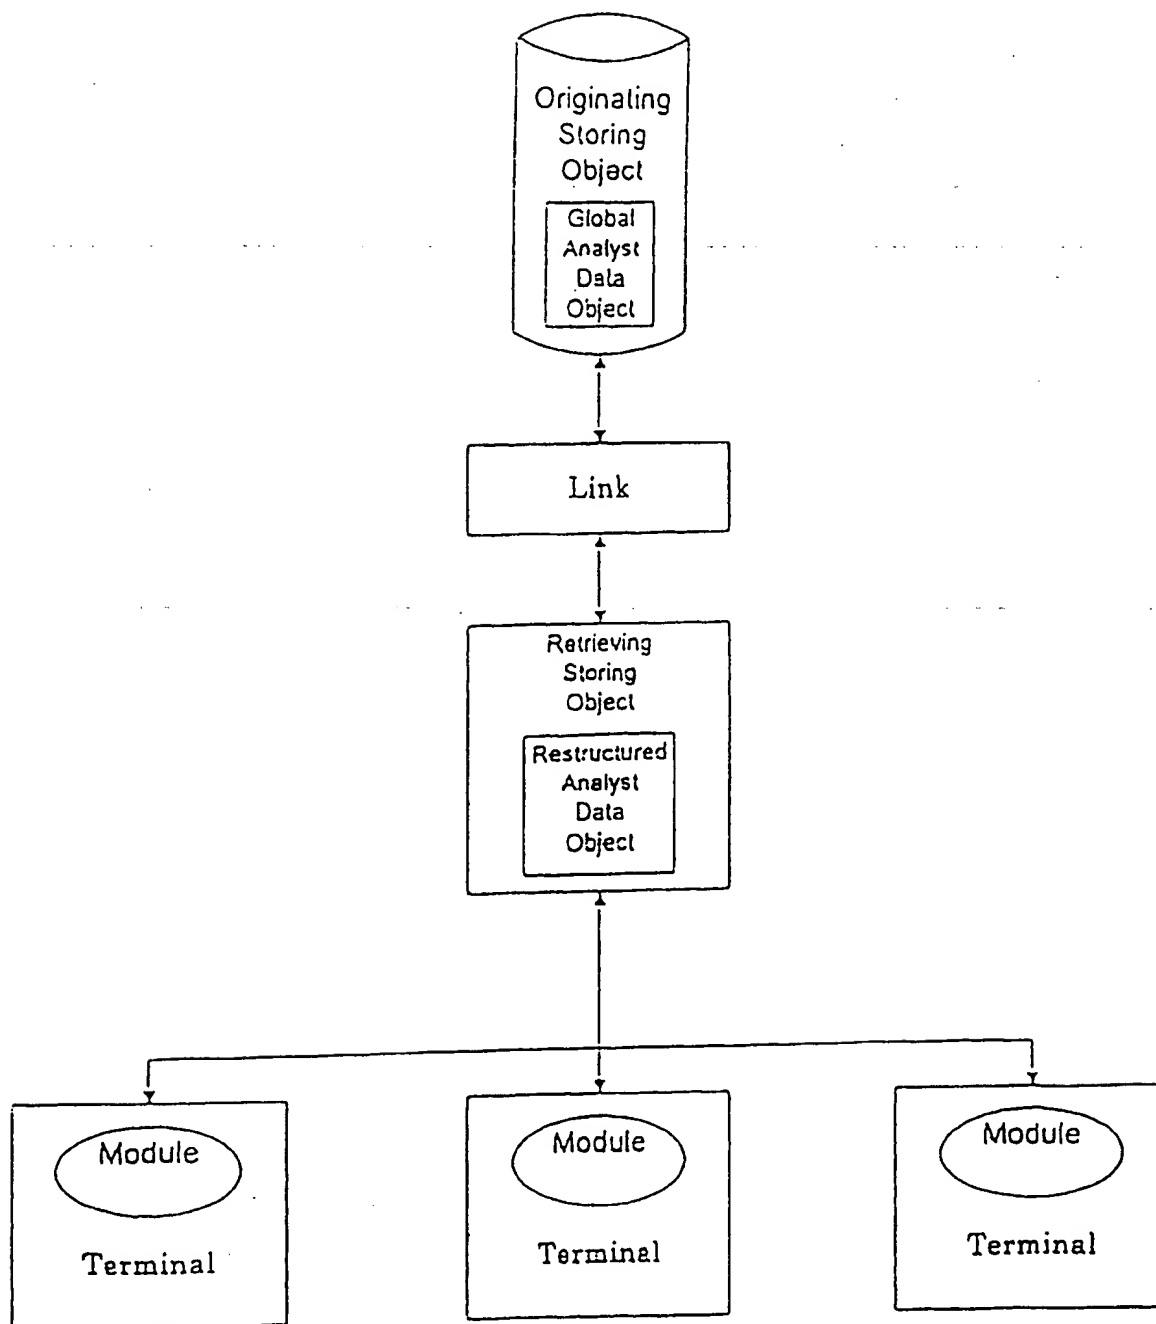 Originating
Storing
Object
Global
Analyst
Data
Object
Link
Retrieving
Storing
Object
Restructured
Analyst
Data
Object
Module
Terminal
Module
Terminal
Module
Terminal